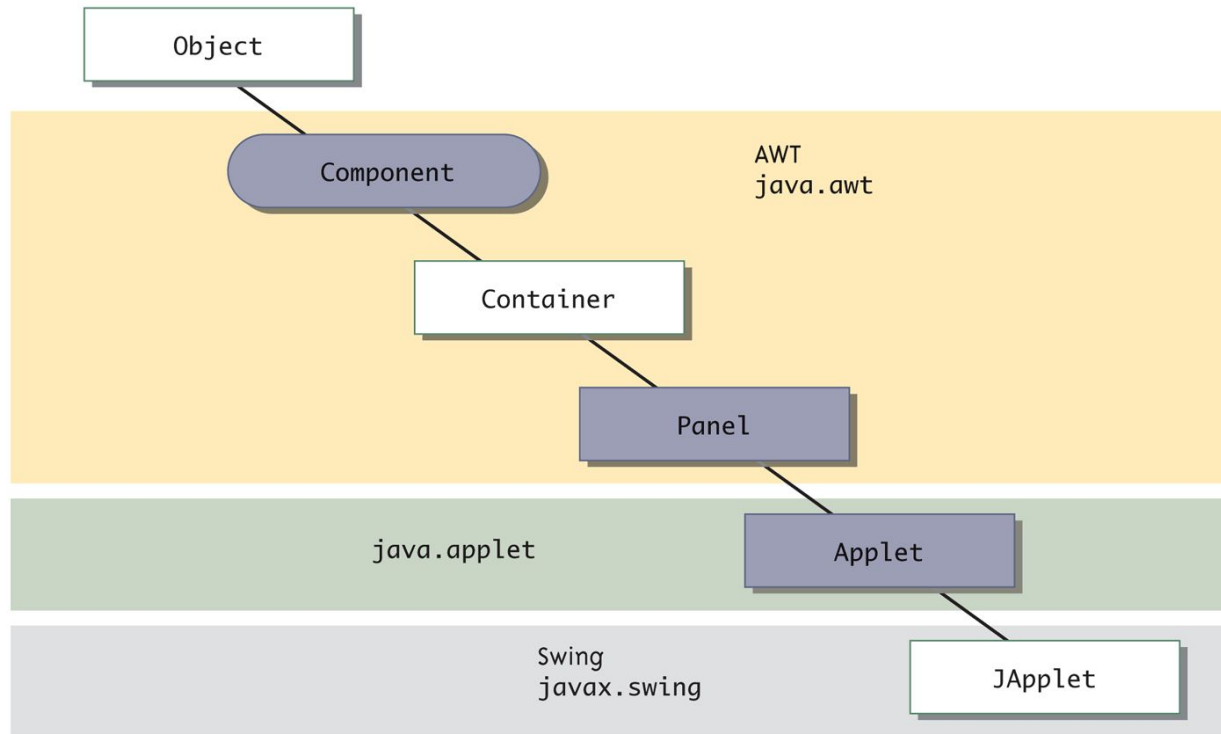 Object
Component
AWT
java.awt
Container
Panel
java.applet
Applet
Swing
javax.swing
JApplet